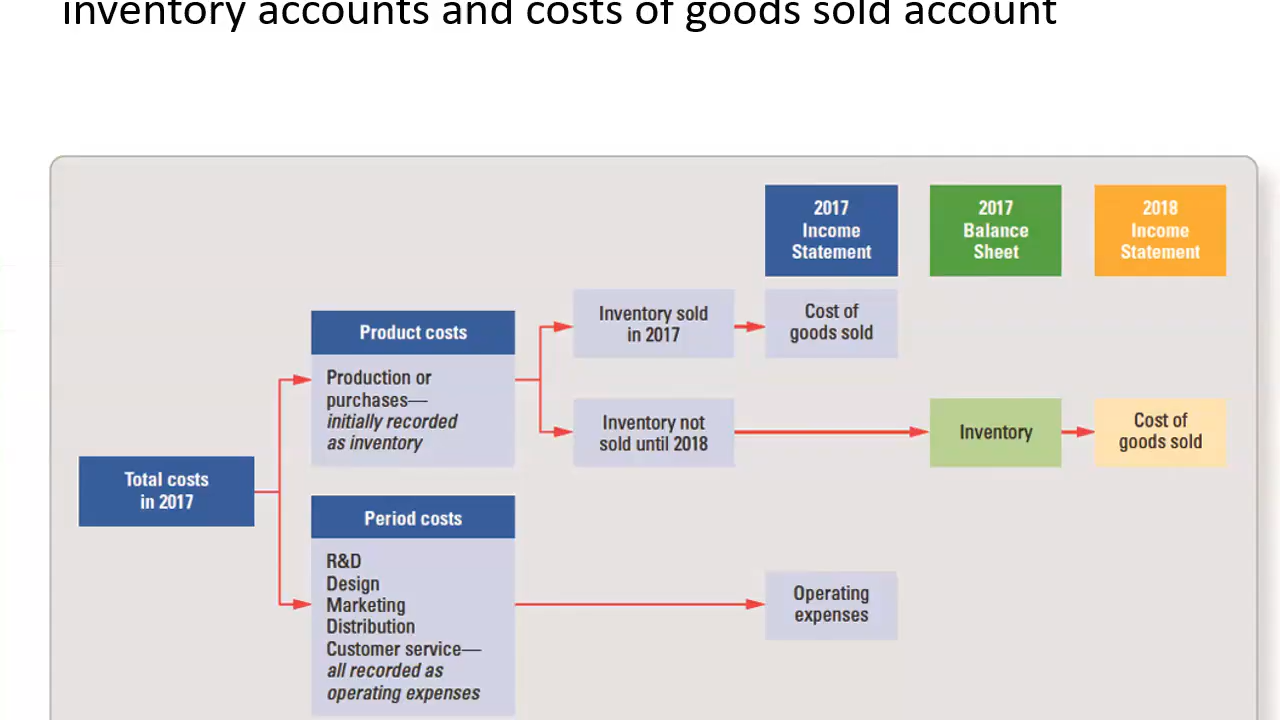 inventory accounts and costs of goods sold account
2017
Income
Statement
2017
Balance
Sheet
2018
Income
Statement
Product costs
Production or
purchases—
initially recorded
as inventory
Inventory sold
in 2017
Cost of
goods sold
Inventory not
sold until 2018
Inventory
Cost of
goods sold
Total costs
in 2017
Period costs
R&D
Design
Marketing
Distribution
Customer service—
all recorded as
operating expenses
Operating
expenses